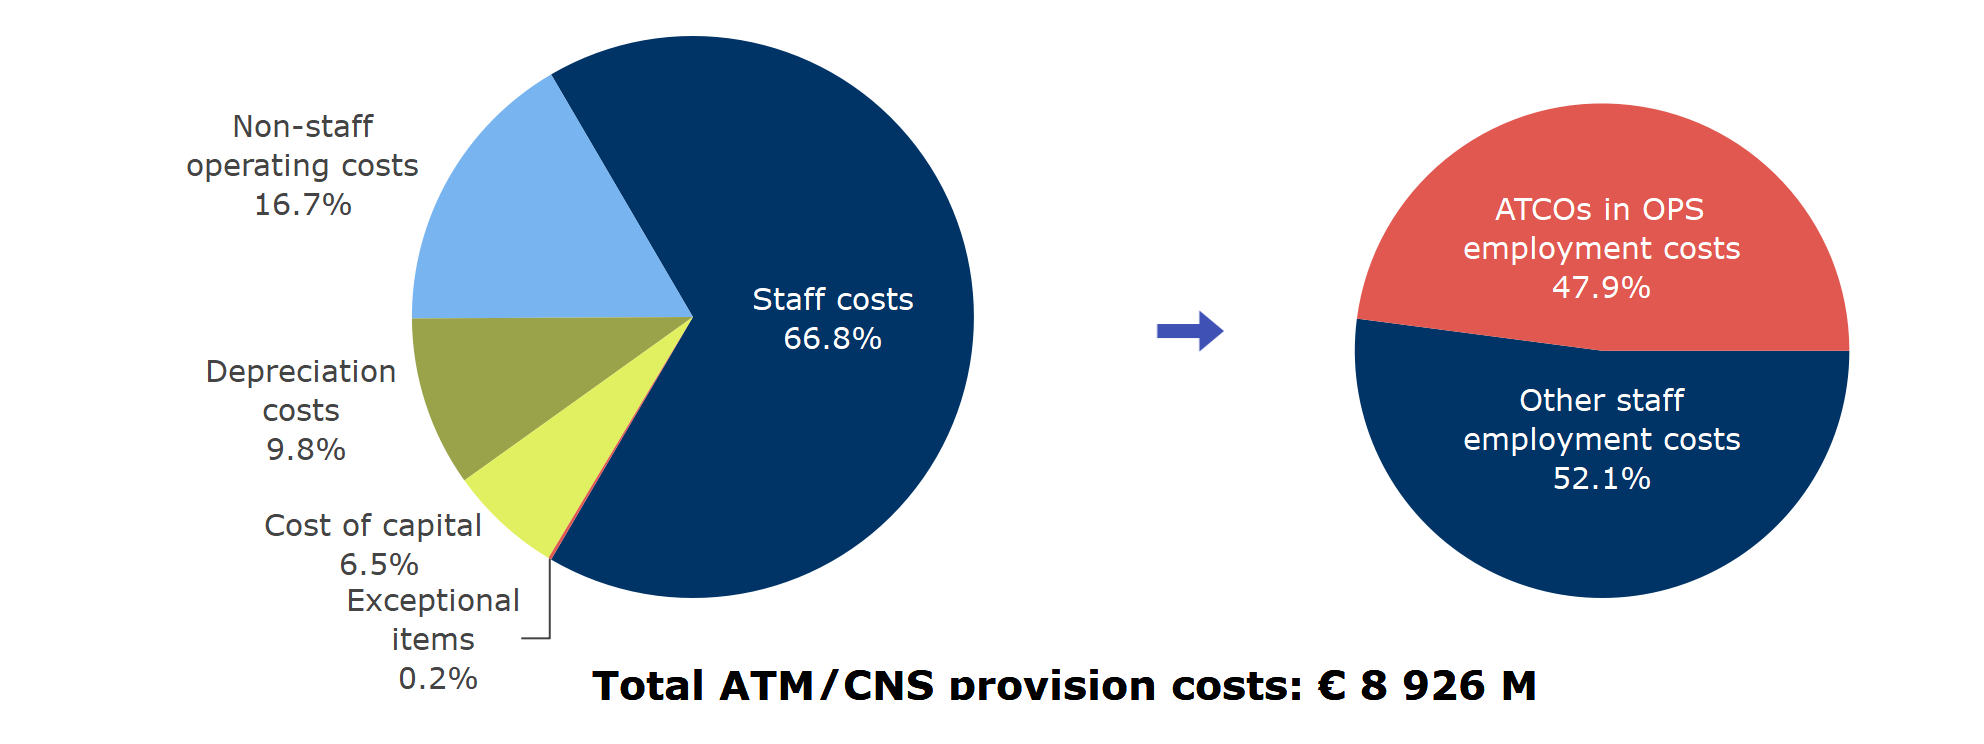 Non-staff
operating costs
16.7%
Staff costs
66.8%
Depreciation
costs
9.8%
Cost of capital
6.5%
Exceptional
items
0.2%
ATCOs in OPS
employment costs
47.9%
Other staff
employment costs
52.1%
Total ATM/CNS provision costs: € 8 926 M